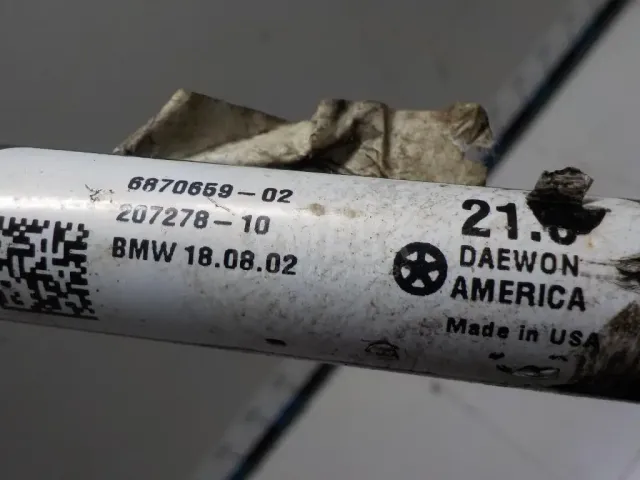 6870659-02
207278-10
BMW 18.08.02
DAEWON
AMERICA
Made in USA